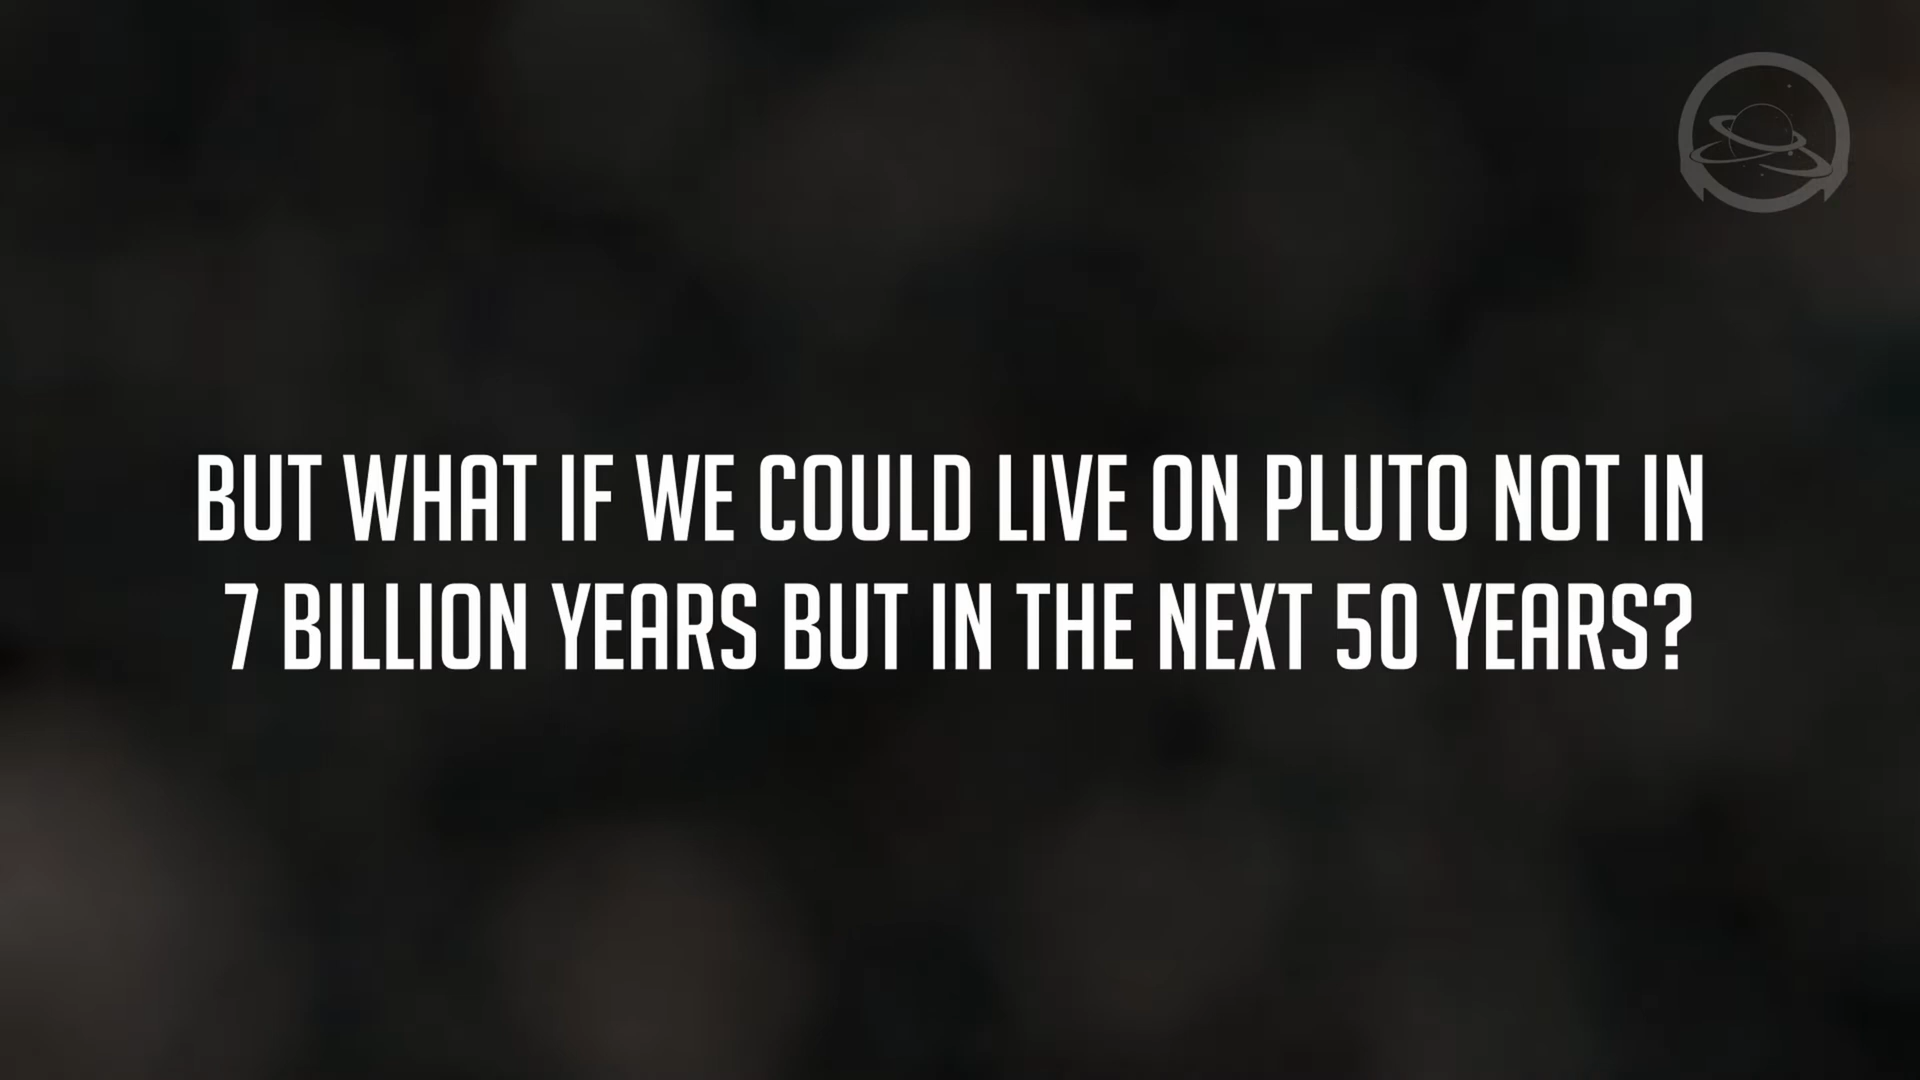 BUT WHAT IF WE COULD LIVE ON PLUTO NOT IN
7 BILLION YEARS BUT IN THE NEXT 50 YEARS?